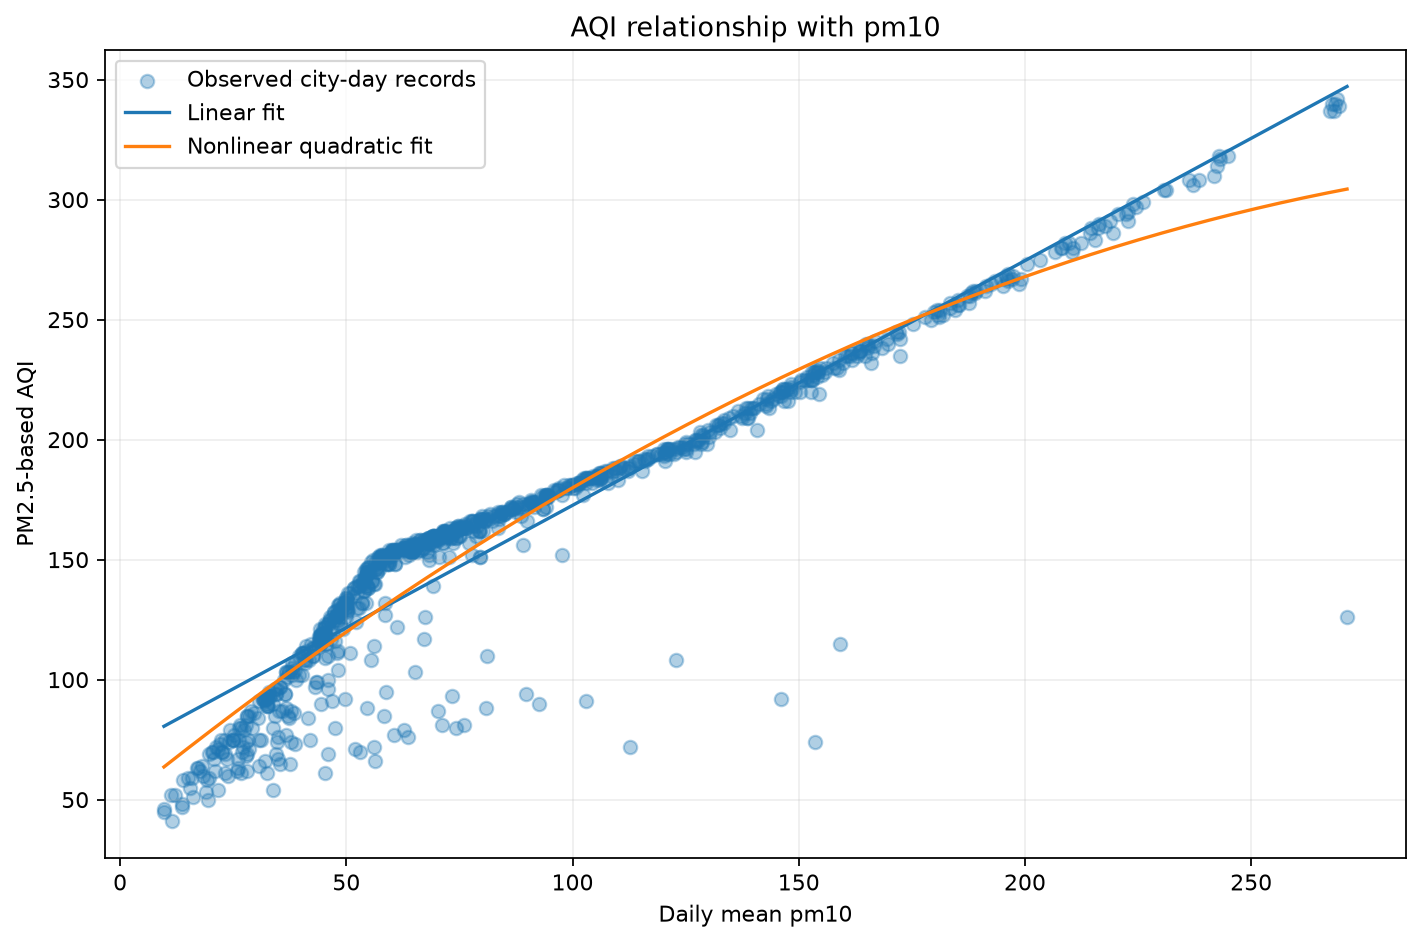 AQI relationship with pm10
Observed city-day records
Linear fit
Nonlinear quadratic fit
350
300
250
200
150
100
50
PM2.5-based AQI
0
50
100
150
200
250
Daily mean pm10